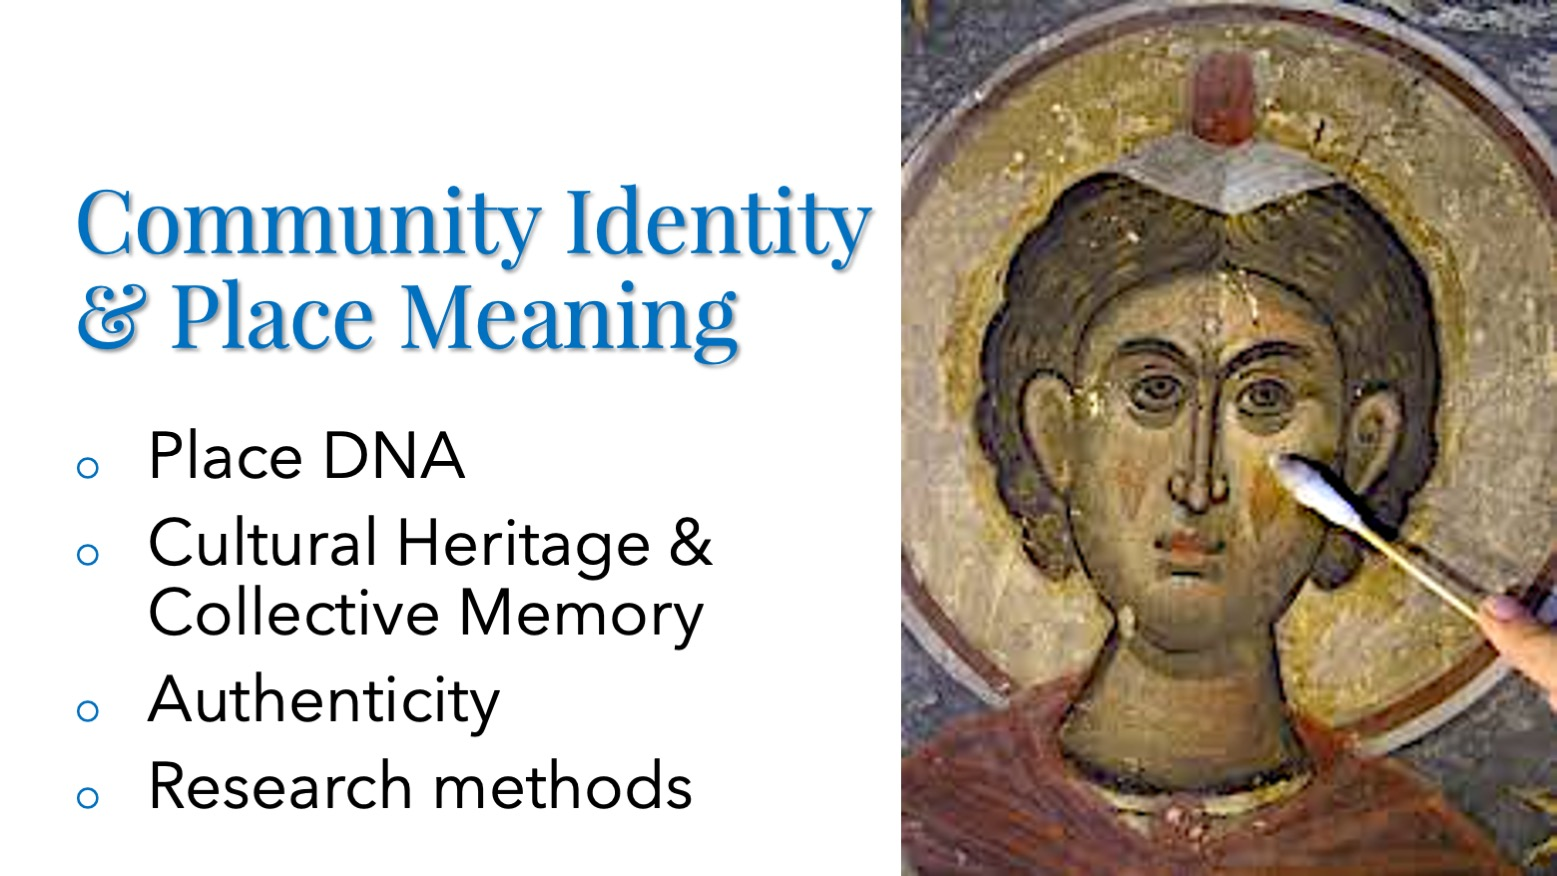 Community Identity
& Place Meaning
Place DNA
Cultural Heritage &
Collective Memory
Authenticity
Research methods